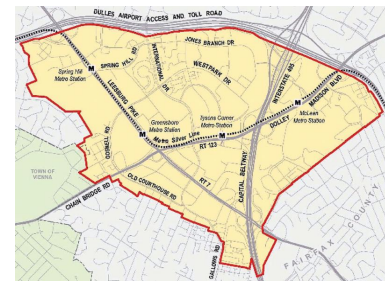 DULLES AIRPORT ACCESS AND TOLL ROAD
JONES BRANCH DR
SPRING HILL RD
INTERNATIONAL DR
WESTPARK DR
INTERSTATE 495
Spring Hill
Metro Station
LEESBURG PIKE
MADISON BLVD
DOLLEY
M
M
M
M
Greensboro
Metro Station
Tysons Corner
Metro Station
McLean
Metro Station
Metro Silver Line
RT 123
GOSNELL RD
TOWN OF
VIENNA
OLD COURTHOUSE RD
RT 7
CAPITAL BELTWAY
CHAIN BRIDGE RD
GALLOWS RD
FAIRFAX COUNTY